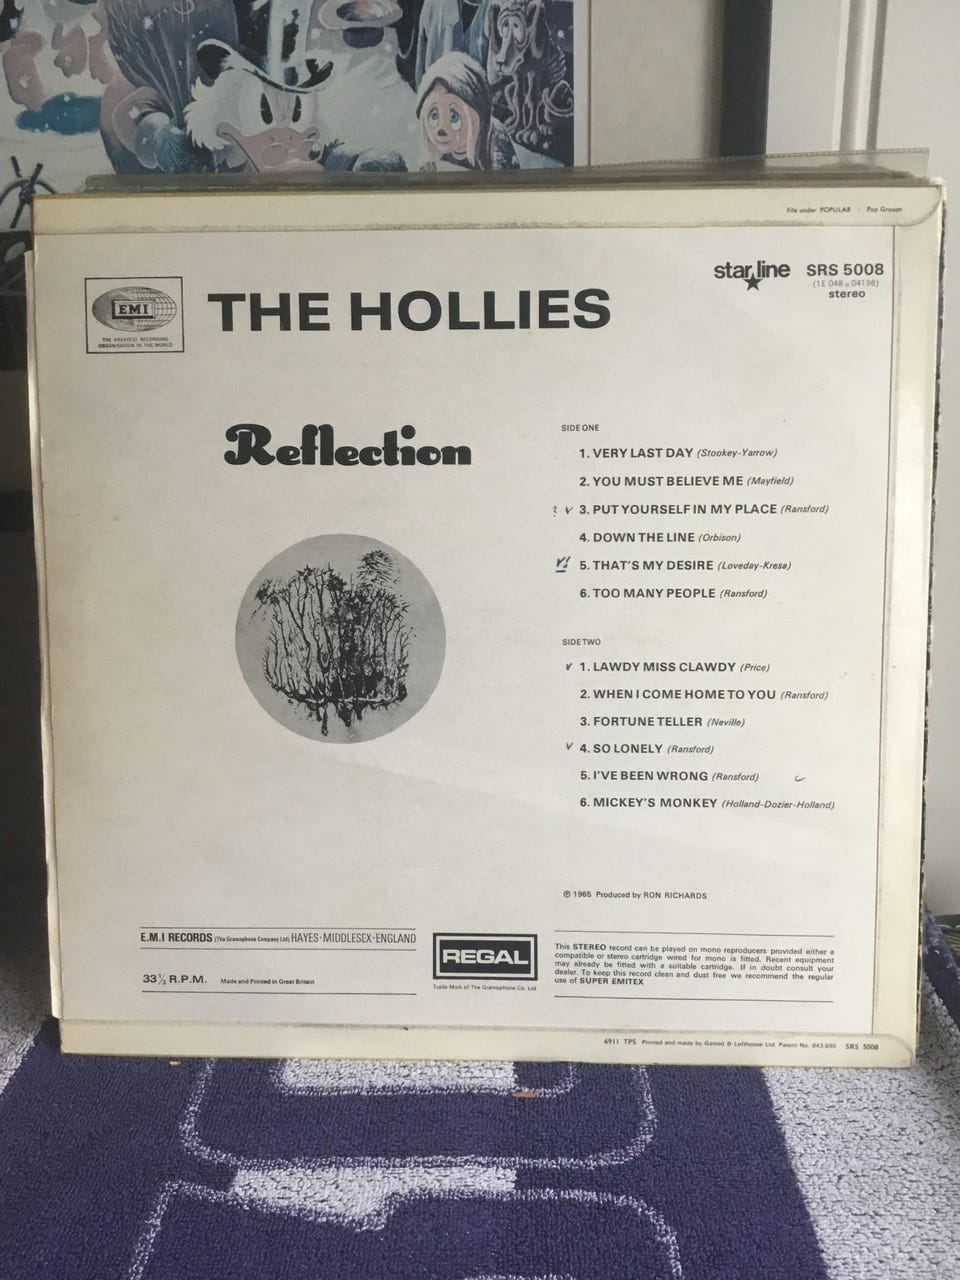 File under POPULAR : Pop Groups
EMI
THE GREATEST RECORDING
ORGANISATION IN THE WORLD
THE HOLLIES
star line SRS 5008
(1E 048 o 04198)
stereo
Reflection
SIDE ONE
1. VERY LAST DAY (Stookey-Yarrow)
2. YOU MUST BELIEVE ME (Mayfield)
? v 3. PUT YOURSELF IN MY PLACE (Ransford)
4. DOWN THE LINE (Orbison)
5. THAT'S MY DESIRE (Loveday-Kresa)
6. TOO MANY PEOPLE (Ransford)
SIDE TWO
v 1. LAWDY MISS CLAWDY (Price)
2. WHEN I COME HOME TO YOU (Ransford)
3. FORTUNE TELLER (Neville)
v 4. SO LONELY (Ransford)
5. I'VE BEEN WRONG (Ransford)
6. MICKEY'S MONKEY (Holland-Dozier-Holland)
℗ 1965 Produced by RON RICHARDS
E.M.I RECORDS (The Gramophone Company Ltd) HAYES·MIDDLESEX·ENGLAND
33⅓ R.P.M. Made and Printed in Great Britain
REGAL
Trade Mark of The Gramophone Co. Ltd
This STEREO record can be played on mono reproducers provided either a
compatible or stereo cartridge wired for mono is fitted. Recent equipment
may already be fitted with a suitable cartridge. If in doubt consult your
dealer. To keep this record clean and dust free we recommend the regular
use of SUPER EMITEX
6911 TPS Printed and made by Garrod & Lofthouse Ltd. Patent No. 943,895 SRS 5008